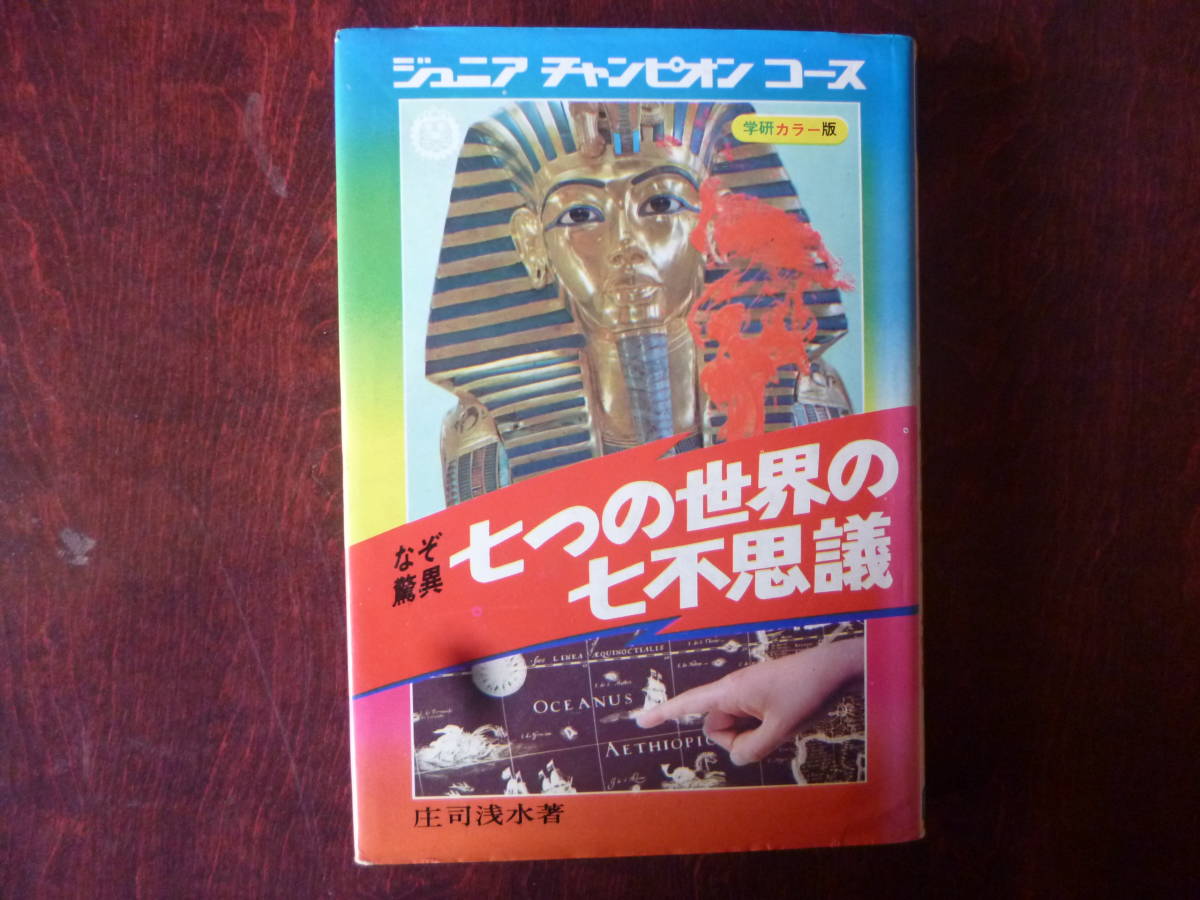 ジュニア チャンピオン コース
学研カラー版
なぞ
驚異
七つの世界の
七不思議
LINEA ÆQUINOCTIALIS
OCEANUS
AETHIOPIC
庄司浅水著